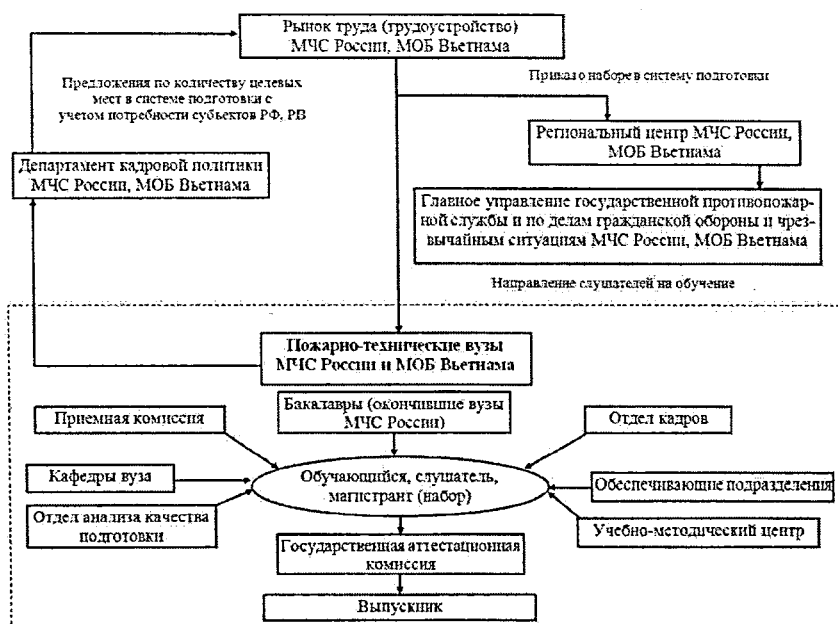 Рынок труда (трудоустройство)
МЧС России, МОБ Вьетнама
Предложения по количеству целевых
мест в системе подготовки с
учетом потребности субъектов РФ, РВ
Приказ о наборе в систему подготовки
Региональный центр МЧС России,
МОБ Вьетнама
Департамент кадровой политики
МЧС России, МОБ Вьетнама
Главное управление государственной противопожар-
ной службы и по делам гражданской обороны и чрез-
вычайным ситуациям МЧС России, МОБ Вьетнама
Направление слушателей на обучение
Пожарно-технические вузы
МЧС России и МОБ Вьетнама
Бакалавры (окончившие вузы
МЧС России)
Приемная комиссия
Отдел кадров
Кафедры вуза
Обучающийся, слушатель,
магистрант (набор)
Обеспечивающие подразделения
Отдел анализа качества
подготовки
Учебно-методический центр
Государственная аттестационная
комиссия
Выпускник